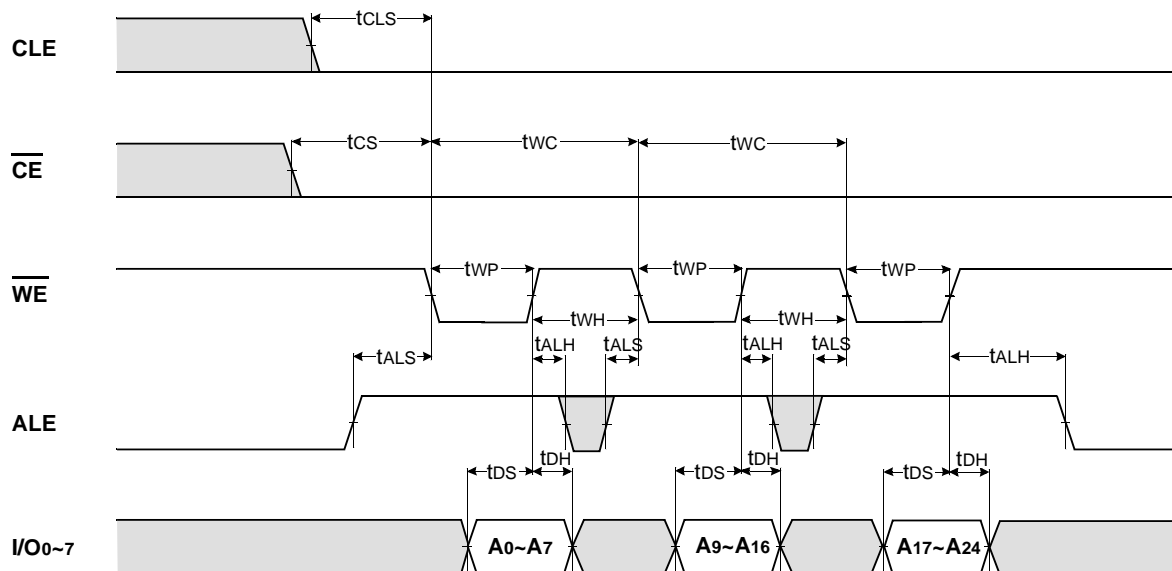 CLE
tCLS
CE
tCS
tWC
tWC
WE
tWP
tWP
tWP
tWH
tWH
ALE
tALS
tALH
tALS
tALH
tALS
tALH
I/O0~7
tDS
tDH
tDS
tDH
tDS
tDH
A0~A7
A9~A16
A17~A24